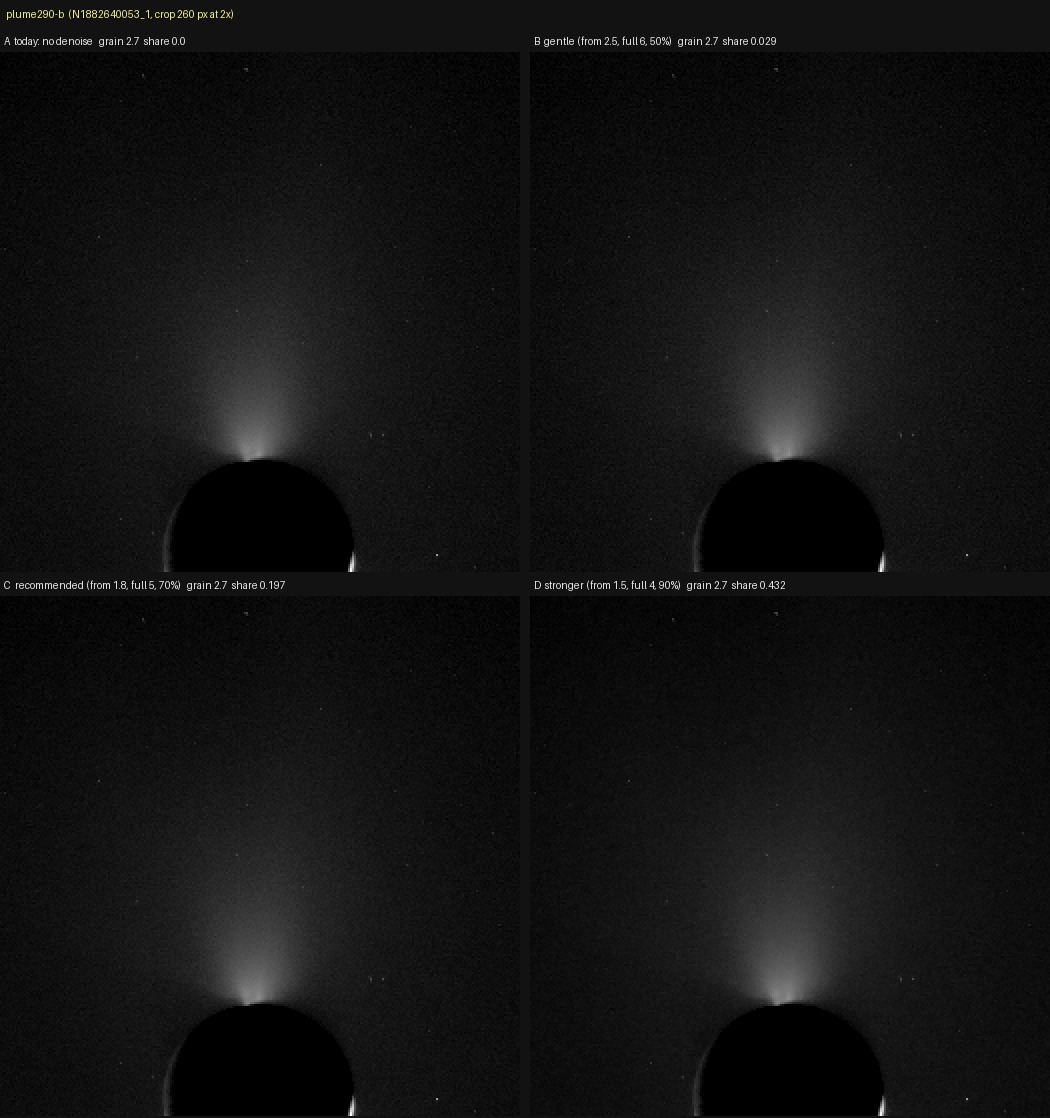 plume290-b (N1882640053_1, crop 260 px at 2x)
A today: no denoise grain 2.7 share 0.0
B gentle (from 2.5, full 6, 50%) grain 2.7 share 0.029
C recommended (from 1.8, full 5, 70%) grain 2.7 share 0.197
D stronger (from 1.5, full 4, 90%) grain 2.7 share 0.432